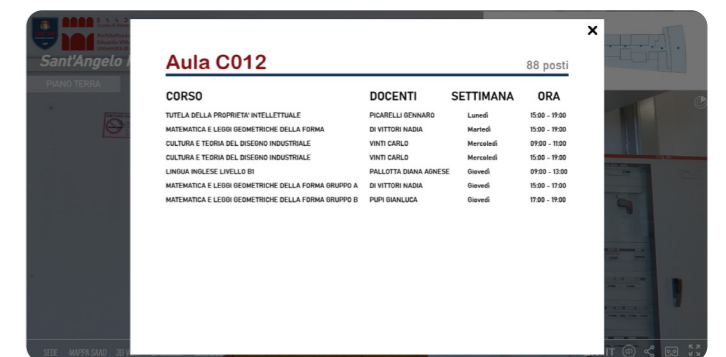 Sant'Angelo
PIANO TERRA
×
Aula C012 88 posti
CORSO DOCENTI SETTIMANA ORA
TUTELA DELLA PROPRIETA' INTELLETTUALE PICARELLI GENNARO Lunedì 15:00 - 19:00
MATEMATICA E LEGGI GEOMETRICHE DELLA FORMA DI VITTORI NADIA Martedì 15:00 - 19:00
CULTURA E TEORIA DEL DISEGNO INDUSTRIALE VINTI CARLO Mercoledì 09:00 - 11:00
CULTURA E TEORIA DEL DISEGNO INDUSTRIALE VINTI CARLO Mercoledì 15:00 - 19:00
LINGUA INGLESE LIVELLO B1 PALLOTTA DIANA AGNESE Giovedì 09:00 - 13:00
MATEMATICA E LEGGI GEOMETRICHE DELLA FORMA GRUPPO A DI VITTORI NADIA Giovedì 15:00 - 17:00
MATEMATICA E LEGGI GEOMETRICHE DELLA FORMA GRUPPO B PUPI GIANLUCA Giovedì 17:00 - 19:00
SEDE MAPPA SAAD 3D